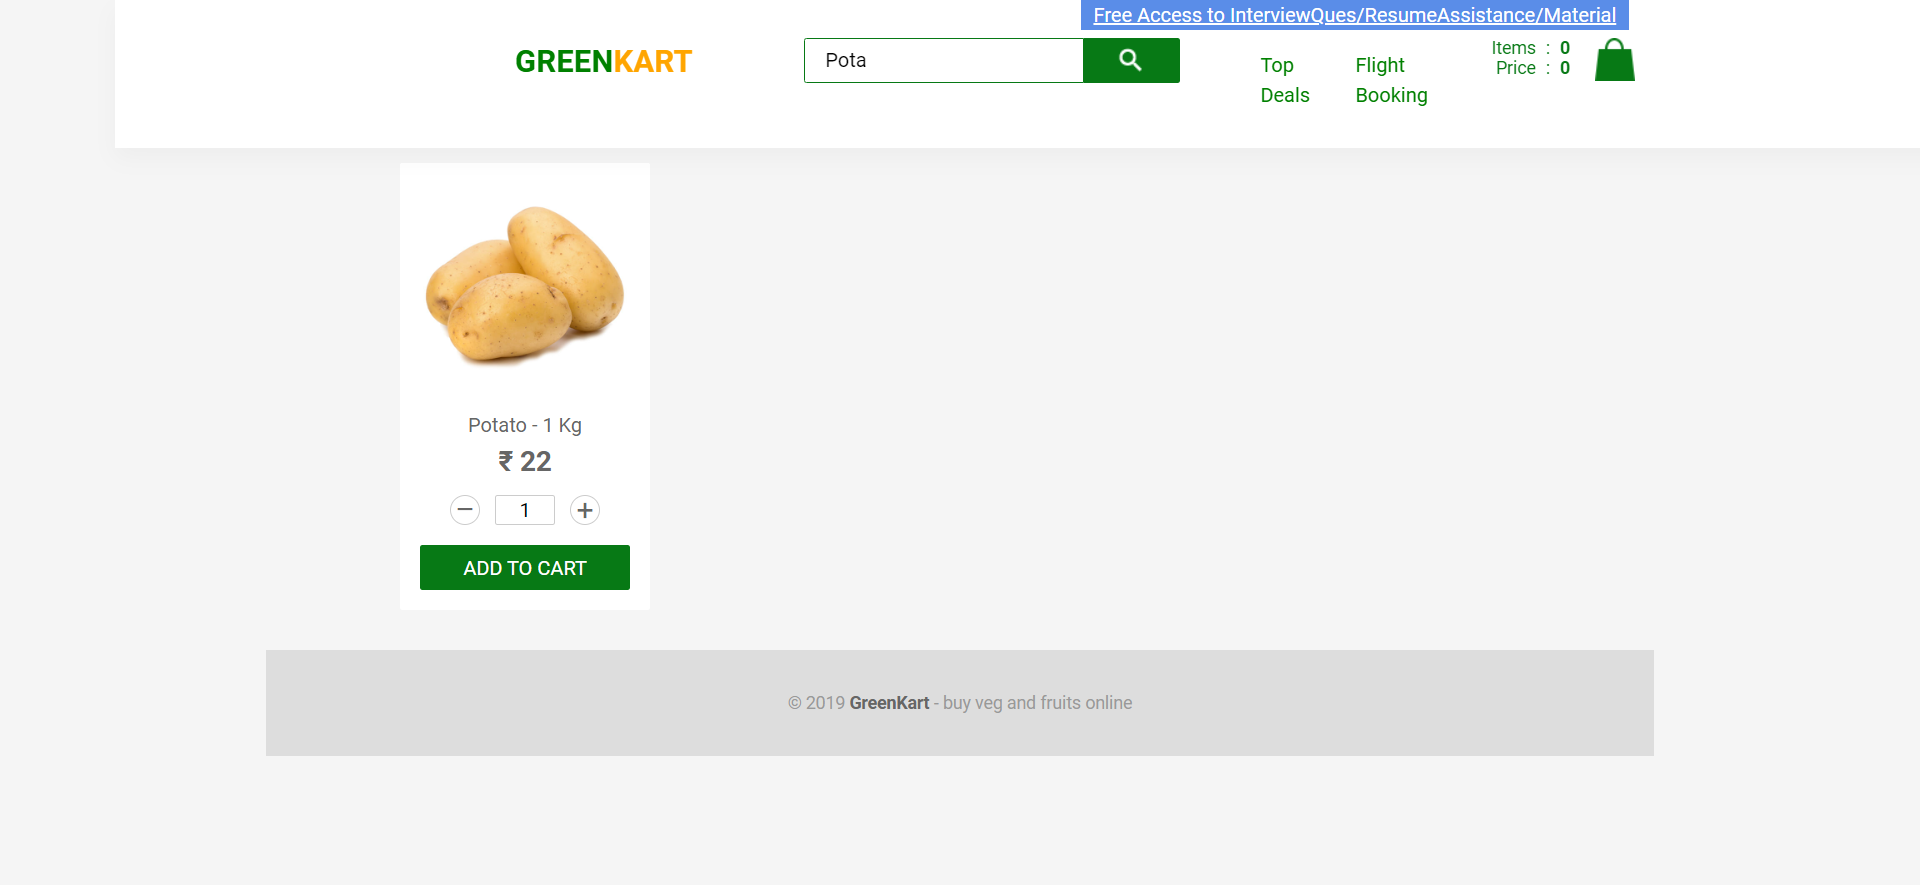 Free Access to InterviewQues/ResumeAssistance/Material
GREENKART
Pota
Top
Deals
Flight
Booking
Items : 0
Price : 0
Potato - 1 Kg
₹ 22
1
ADD TO CART
© 2019 GreenKart - buy veg and fruits online